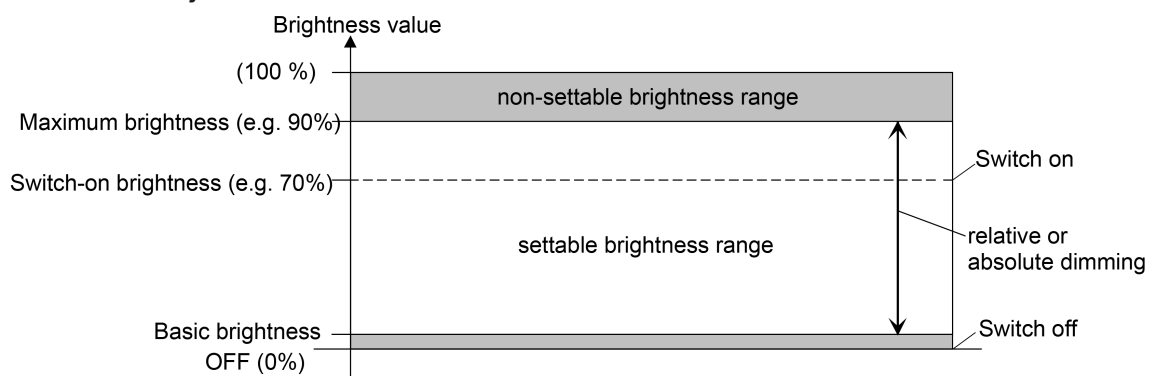 Brightness value
(100 %)
non-settable brightness range
Maximum brightness (e.g. 90%)
Switch on
Switch-on brightness (e.g. 70%)
settable brightness range
relative or
absolute dimming
Basic brightness
Switch off
OFF (0%)